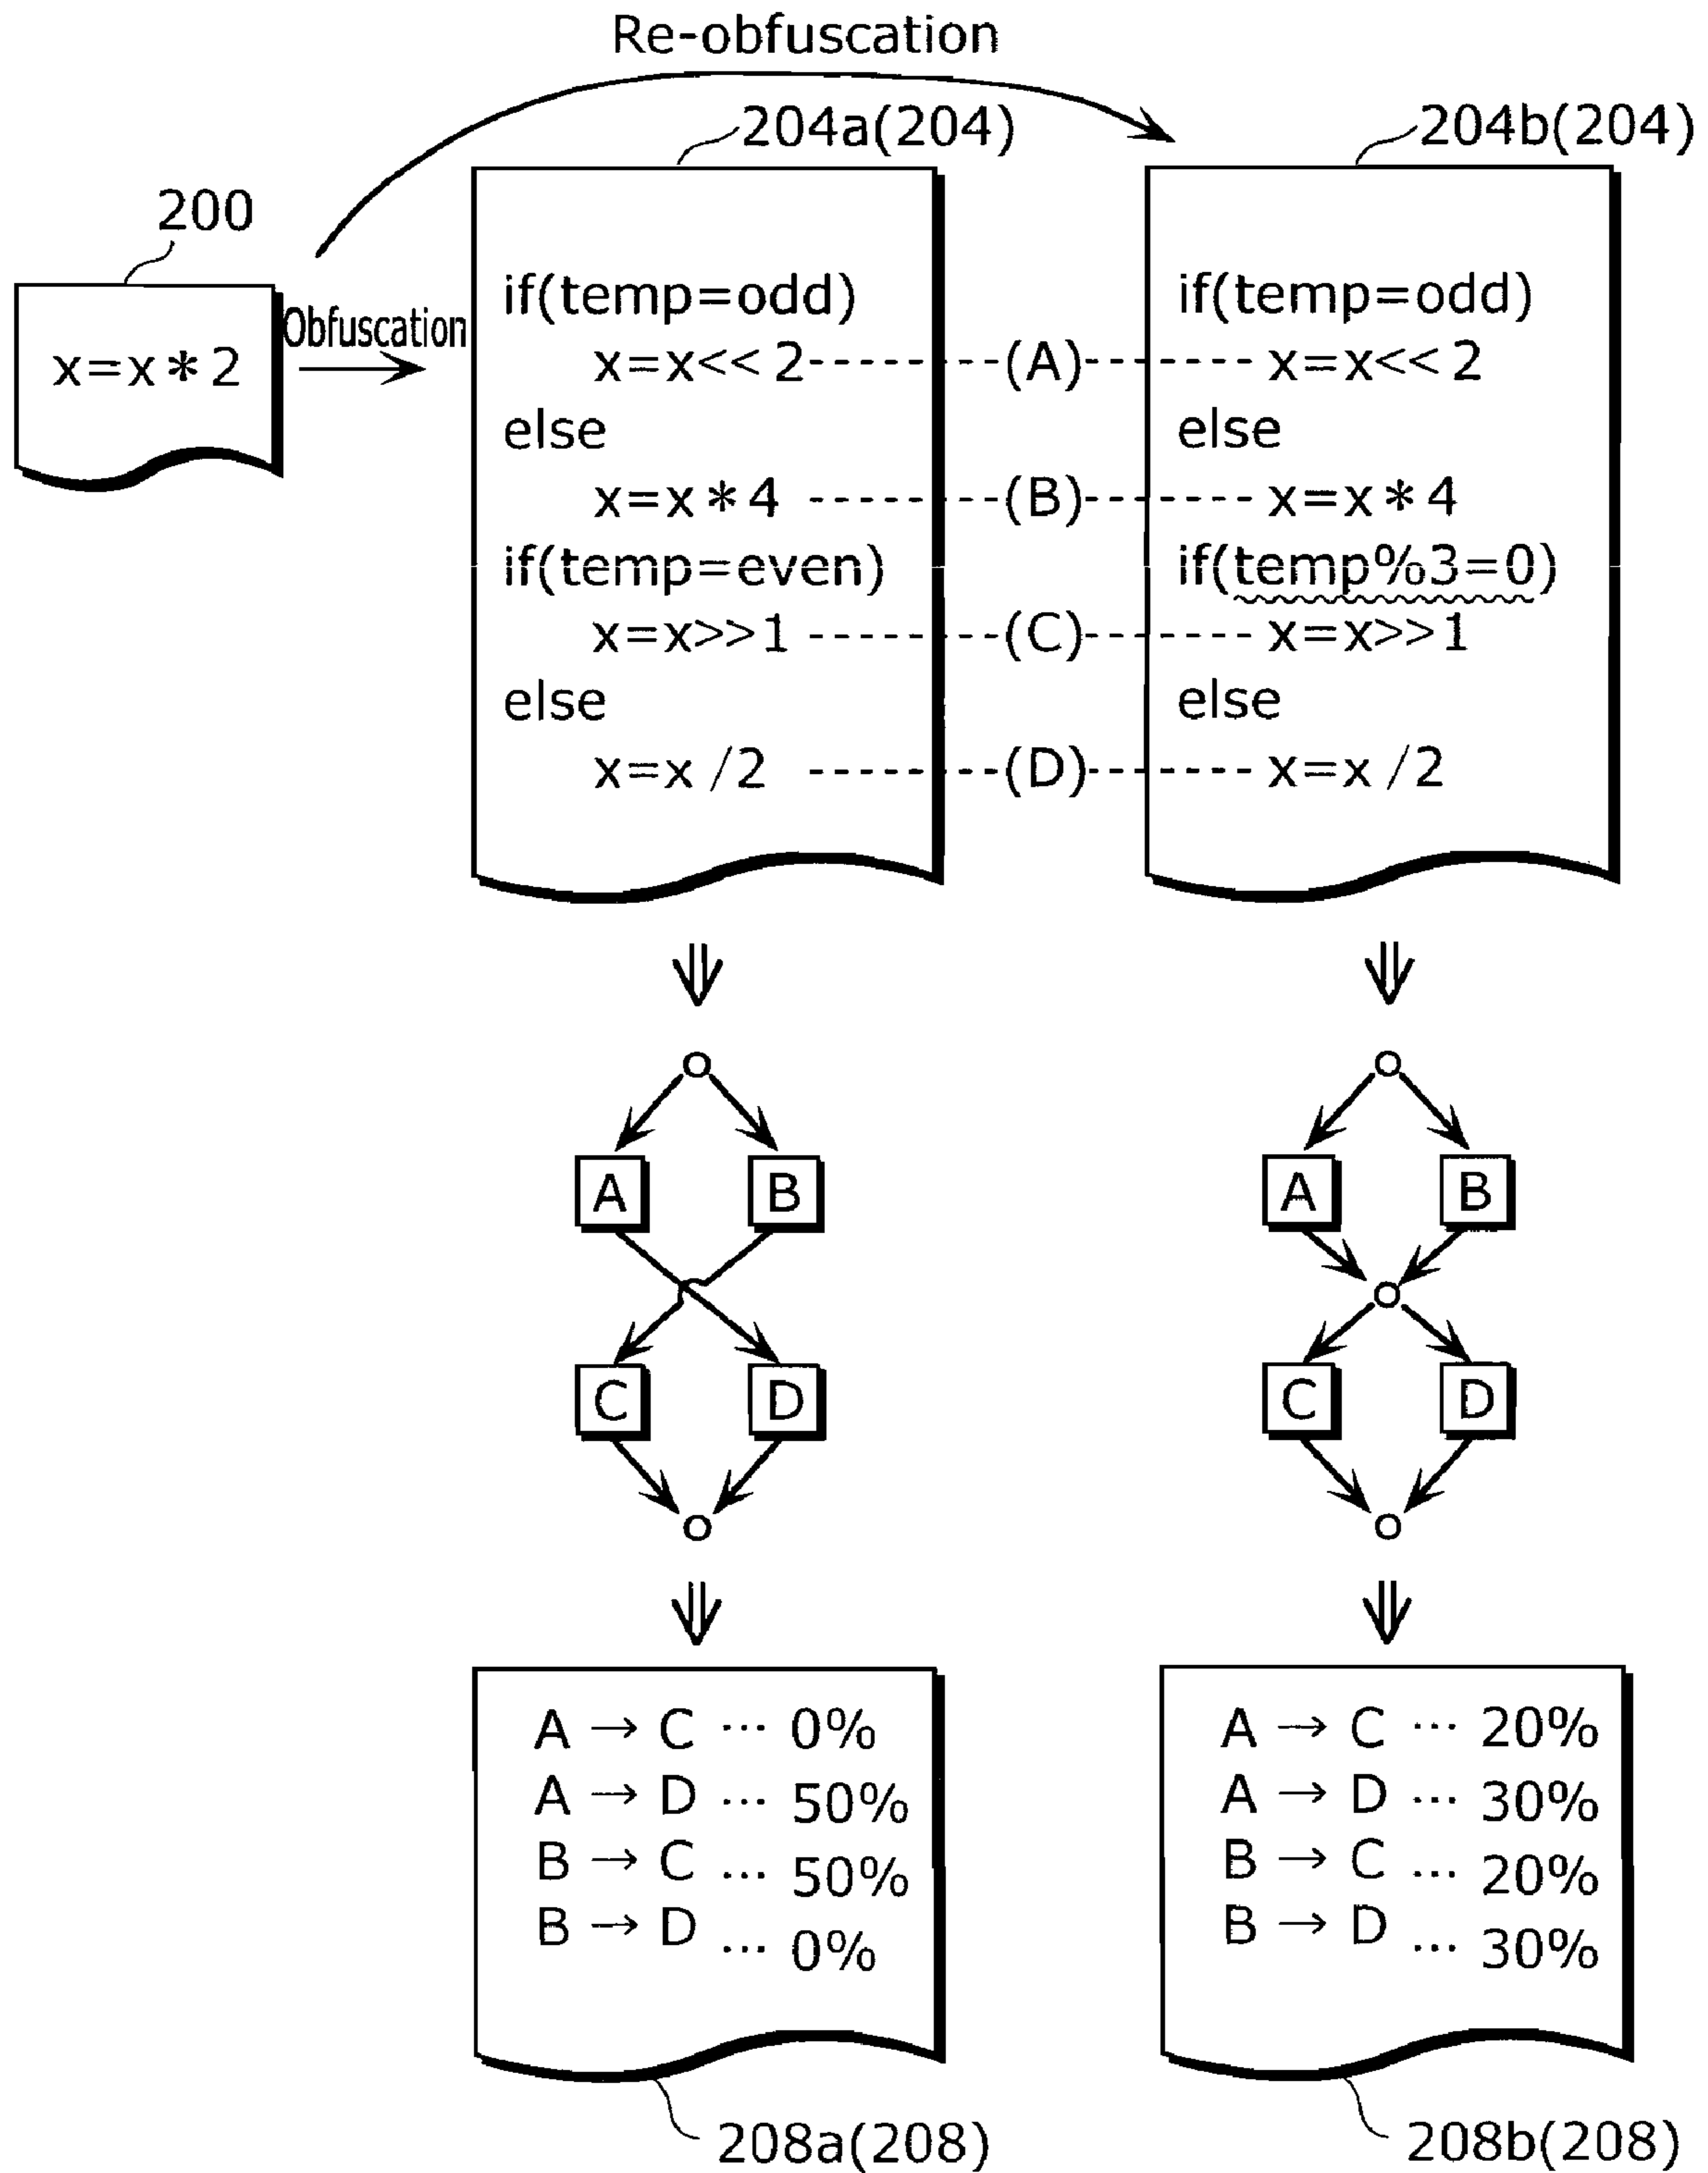 Re-obfuscation
204a(204)
204b(204)
200
x=x*2
Obfuscation
if(temp=odd)
x=x<<2
else
x=x*4
if(temp=even)
x=x>>1
else
x=x/2
(A)
(B)
(C)
(D)
if(temp=odd)
x=x<<2
else
x=x*4
if(temp%3=0)
x=x>>1
else
x=x/2
A
B
C
D
A
B
C
D
A → C ... 0%
A → D ... 50%
B → C ... 50%
B → D ... 0%
208a(208)
A → C ... 20%
A → D ... 30%
B → C ... 20%
B → D ... 30%
208b(208)